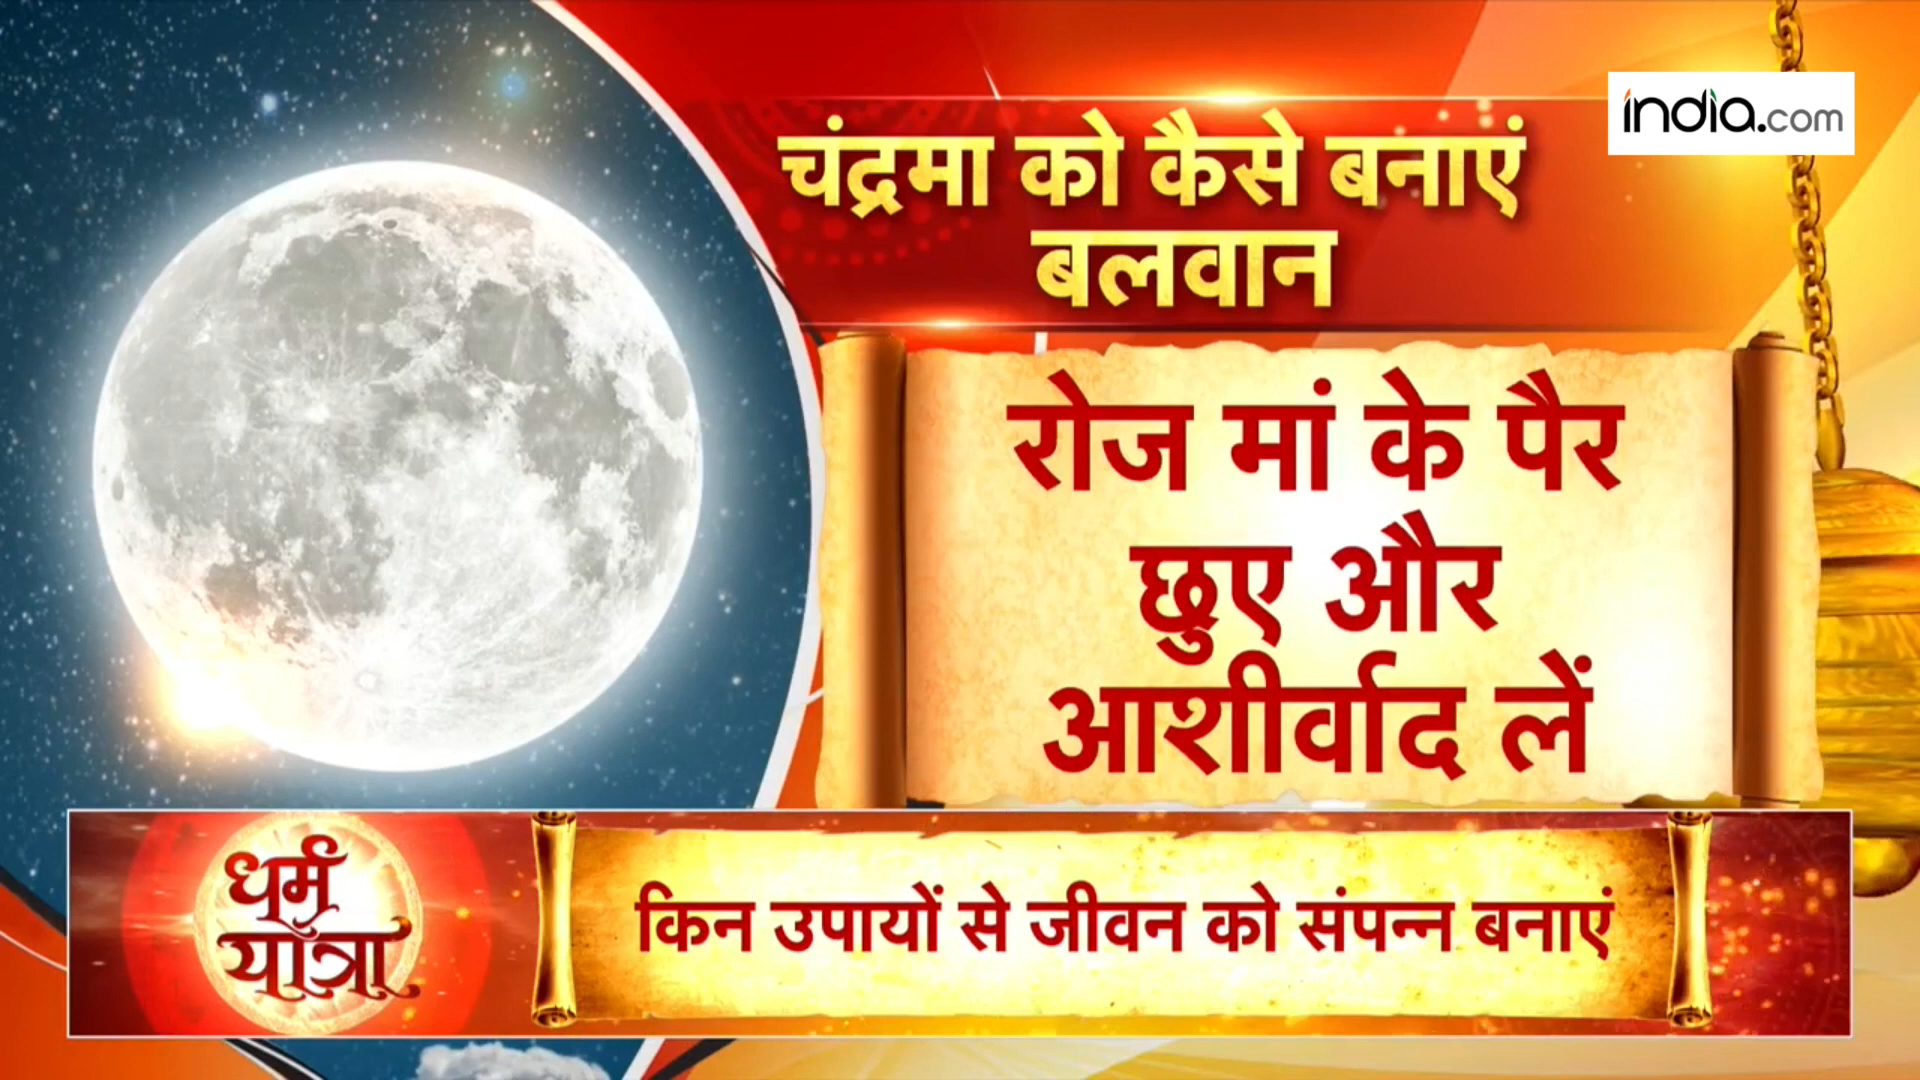 india.com
चंद्रमा को कैसे बनाएं
बलवान
रोज मां के पैर
छुए और
आशीर्वाद लें
धर्म
यात्रा
किन उपायों से जीवन को संपन्न बनाएं